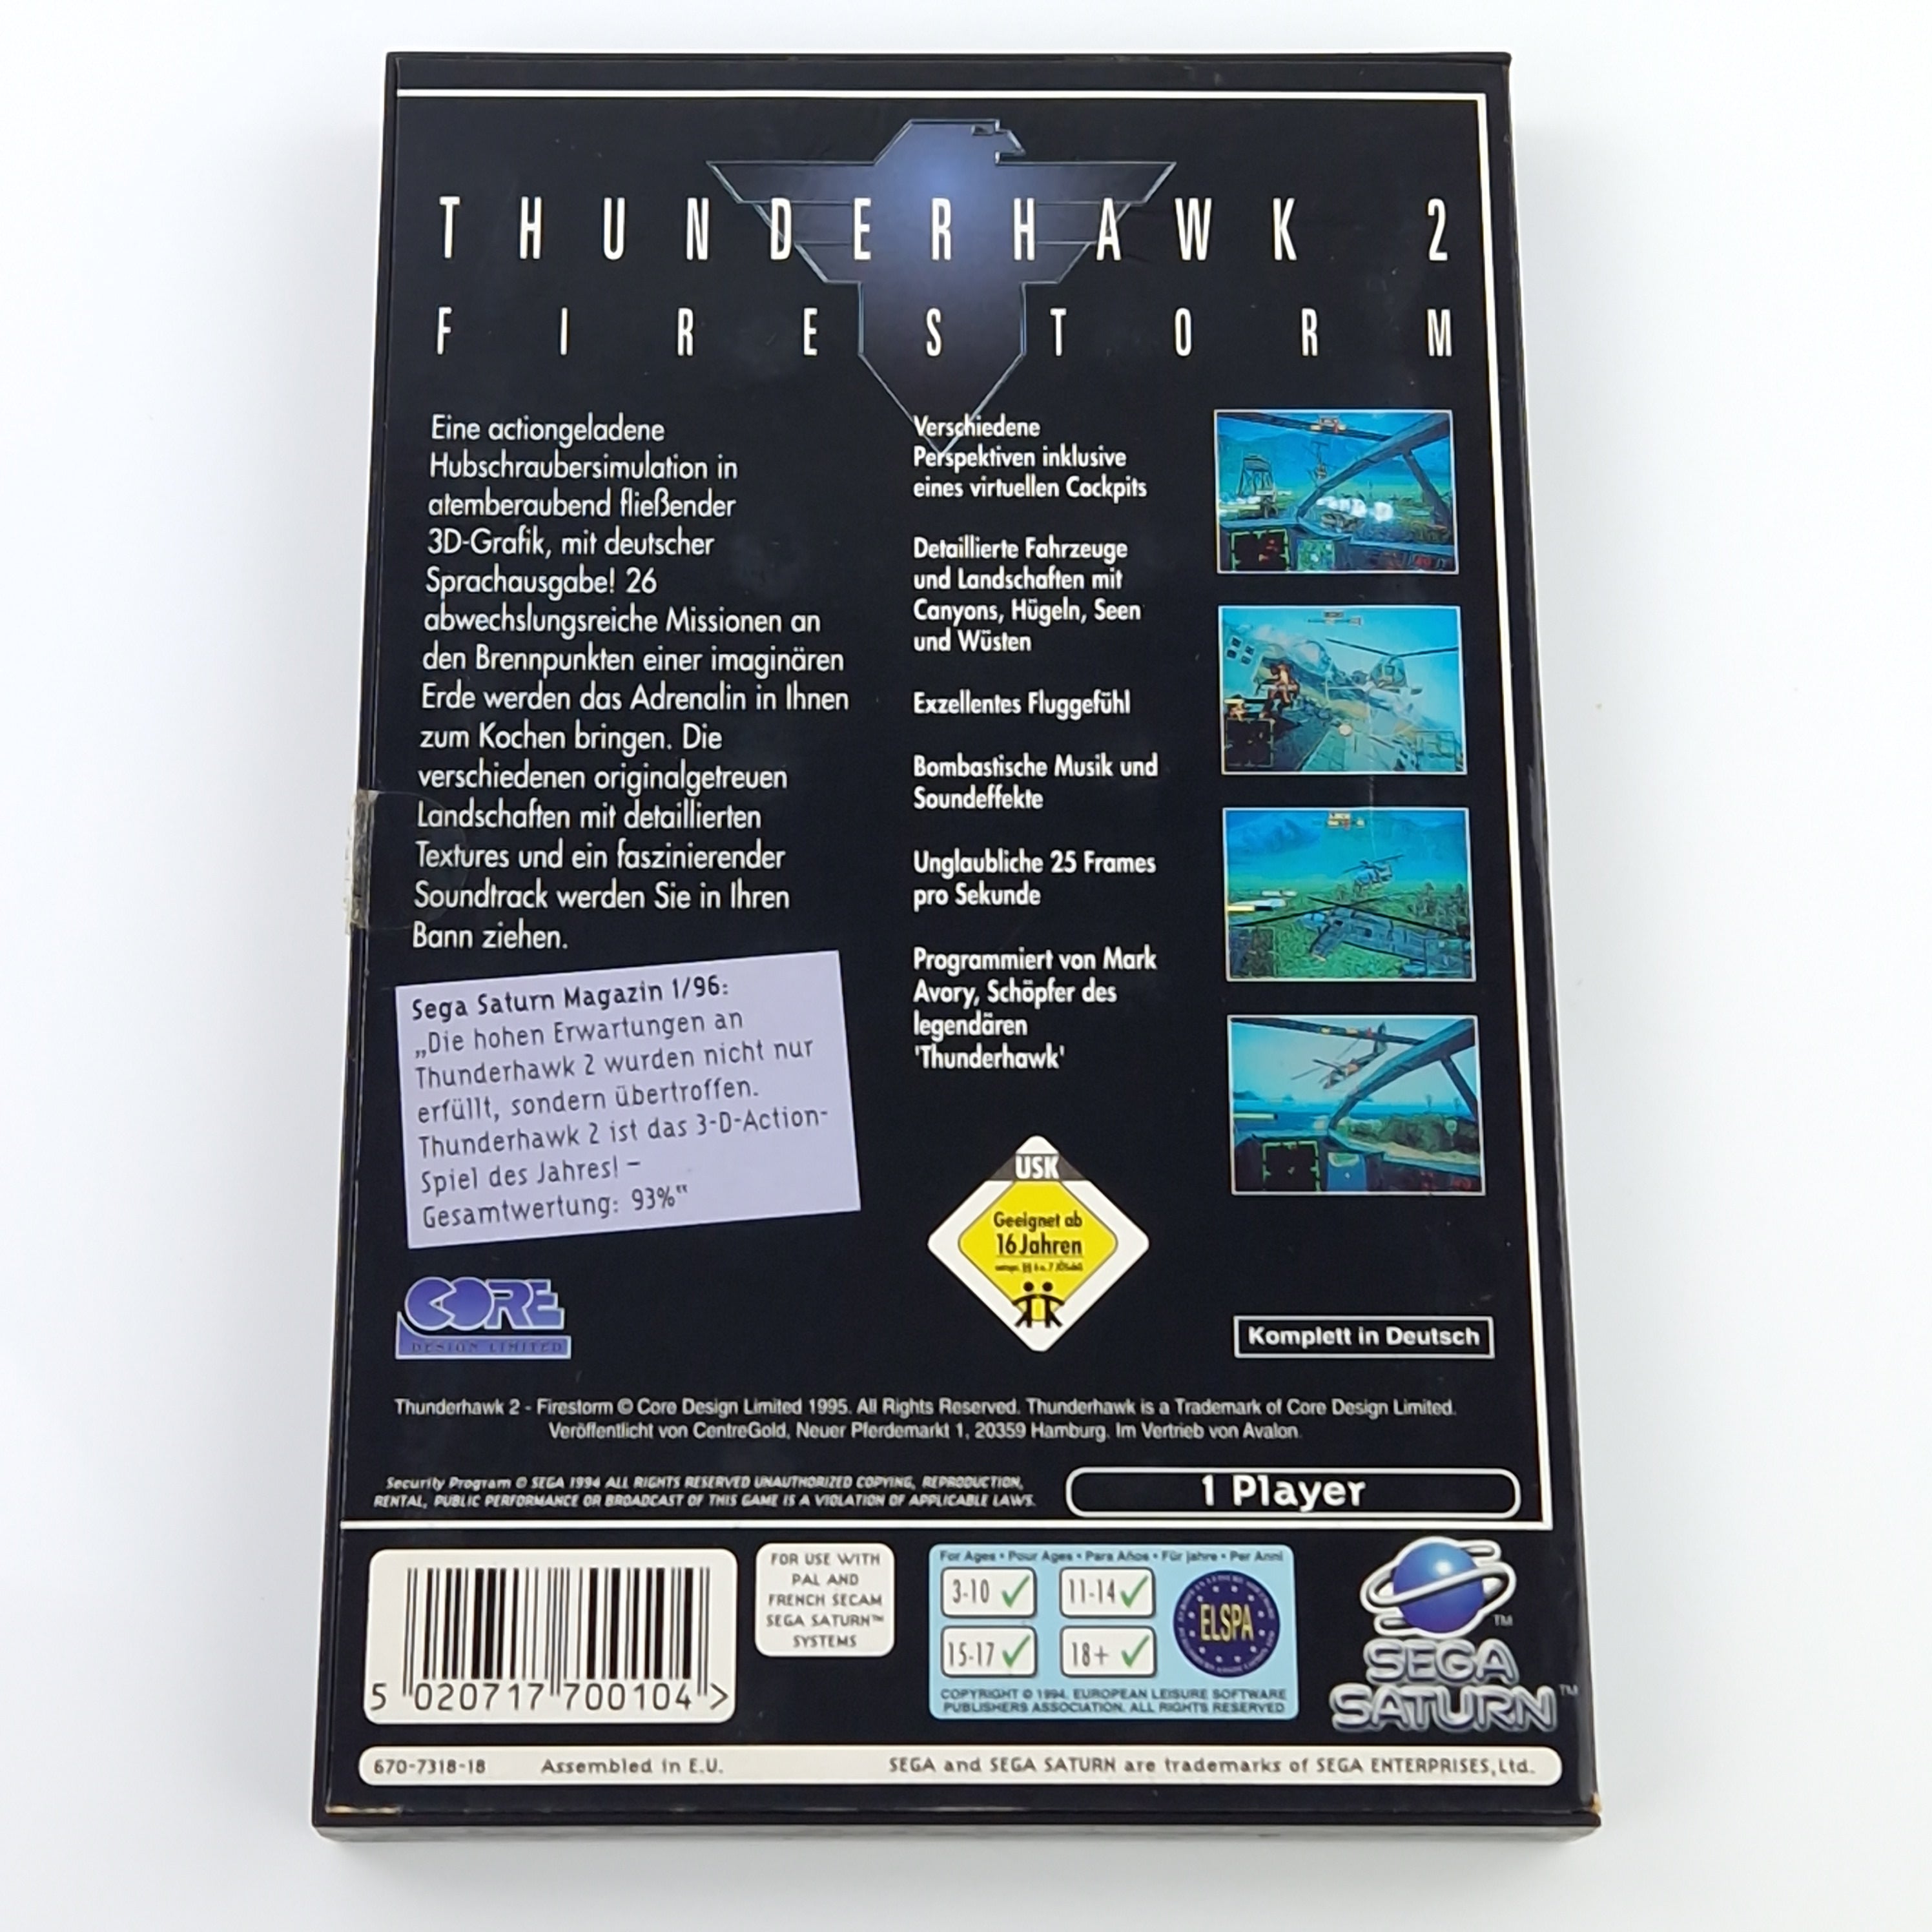 THUNDERHAWK 2
FIRESTORM
Eine actiongeladene
Hubschraubersimulation in
atemberaubend fließender
3D-Grafik, mit deutscher
Sprachausgabe! 26
abwechslungsreiche Missionen an
den Brennpunkten einer imaginären
Erde werden das Adrenalin in Ihnen
zum Kochen bringen. Die
verschiedenen originalgetreuen
Landschaften mit detaillierten
Textures und ein faszinierender
Soundtrack werden Sie in Ihren
Bann ziehen.
Sega Saturn Magazin 1/96:
„Die hohen Erwartungen an
Thunderhawk 2 wurden nicht nur
erfüllt, sondern übertroffen.
Thunderhawk 2 ist das 3-D-Action-
Spiel des Jahres! –
Gesamtwertung: 93%"
Verschiedene
Perspektiven inklusive
eines virtuellen Cockpits
Detaillierte Fahrzeuge
und Landschaften mit
Canyons, Hügeln, Seen
und Wüsten
Exzellentes Fluggefühl
Bombastische Musik und
Soundeffekte
Unglaubliche 25 Frames
pro Sekunde
Programmiert von Mark
Avory, Schöpfer des
legendären
'Thunderhawk'
USK
Geeignet ab
16 Jahren
CORE
DESIGN LIMITED
Komplett in Deutsch
Thunderhawk 2 - Firestorm © Core Design Limited 1995. All Rights Reserved. Thunderhawk is a Trademark of Core Design Limited.
Veröffentlicht von CentreGold, Neuer Pferdemarkt 1, 20359 Hamburg. Im Vertrieb von Avalon.
Security Program © SEGA 1994 ALL RIGHTS RESERVED UNAUTHORIZED COPYING, REPRODUCTION,
RENTAL, PUBLIC PERFORMANCE OR BROADCAST OF THIS GAME IS A VIOLATION OF APPLICABLE LAWS.
1 Player
5 020717 700104 >
FOR USE WITH
PAL AND
FRENCH SECAM
SEGA SATURN™
SYSTEMS
For Ages • Pour Ages • Para Años • Für Jahre • Per Anni
3-10 ✓ 11-14 ✓
15-17 ✓ 18+ ✓
ELSPA
COPYRIGHT © 1994. EUROPEAN LEISURE SOFTWARE
PUBLISHERS ASSOCIATION. ALL RIGHTS RESERVED
™
SEGA
SATURN™
670-7318-18 Assembled in E.U. SEGA and SEGA SATURN are trademarks of SEGA ENTERPRISES, Ltd.